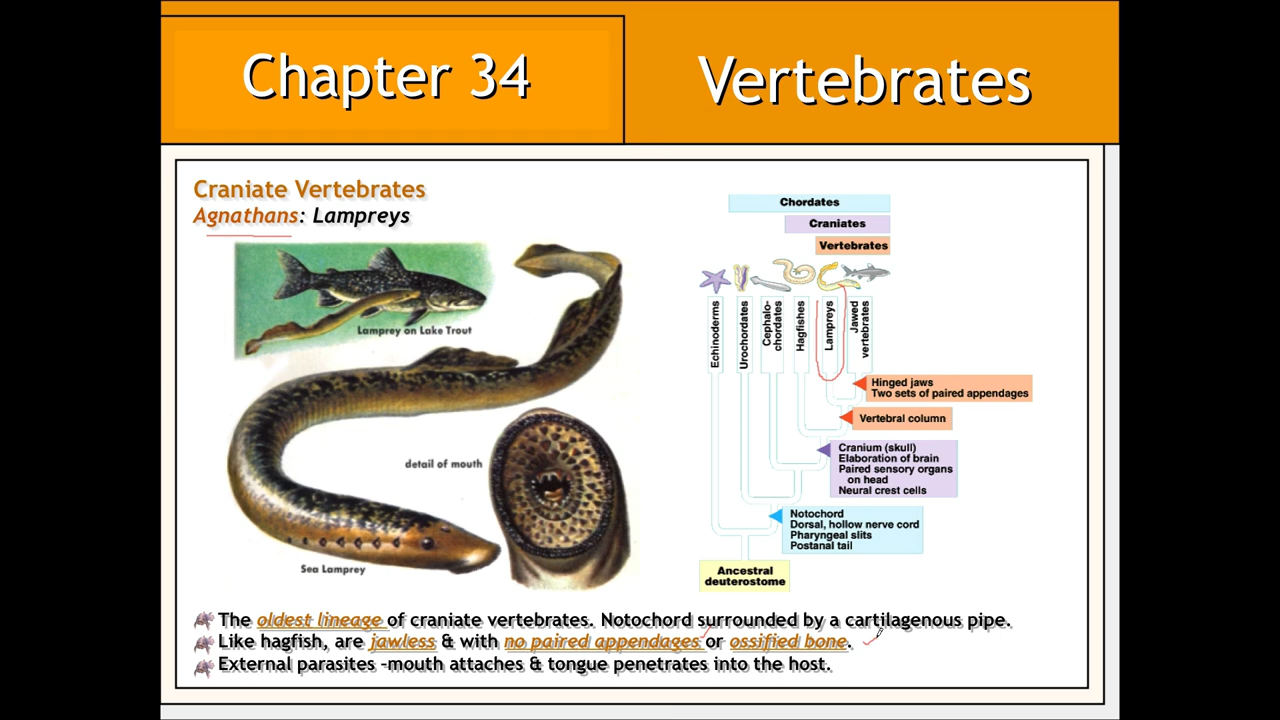 Chapter 34
Vertebrates
Craniate Vertebrates
Agnathans: Lampreys
Lamprey on Lake Trout
detail of mouth
Sea Lamprey
Chordates
Craniates
Vertebrates
Echinoderms
Urochordates
Cephalo-
chordates
Hagfishes
Lampreys
Jawed
vertebrates
Hinged jaws
Two sets of paired appendages
Vertebral column
Cranium (skull)
Elaboration of brain
Paired sensory organs
on head
Neural crest cells
Notochord
Dorsal, hollow nerve cord
Pharyngeal slits
Postanal tail
Ancestral
deuterostome
The oldest lineage of craniate vertebrates. Notochord surrounded by a cartilagenous pipe.
Like hagfish, are jawless & with no paired appendages or ossified bone.
External parasites -mouth attaches & tongue penetrates into the host.